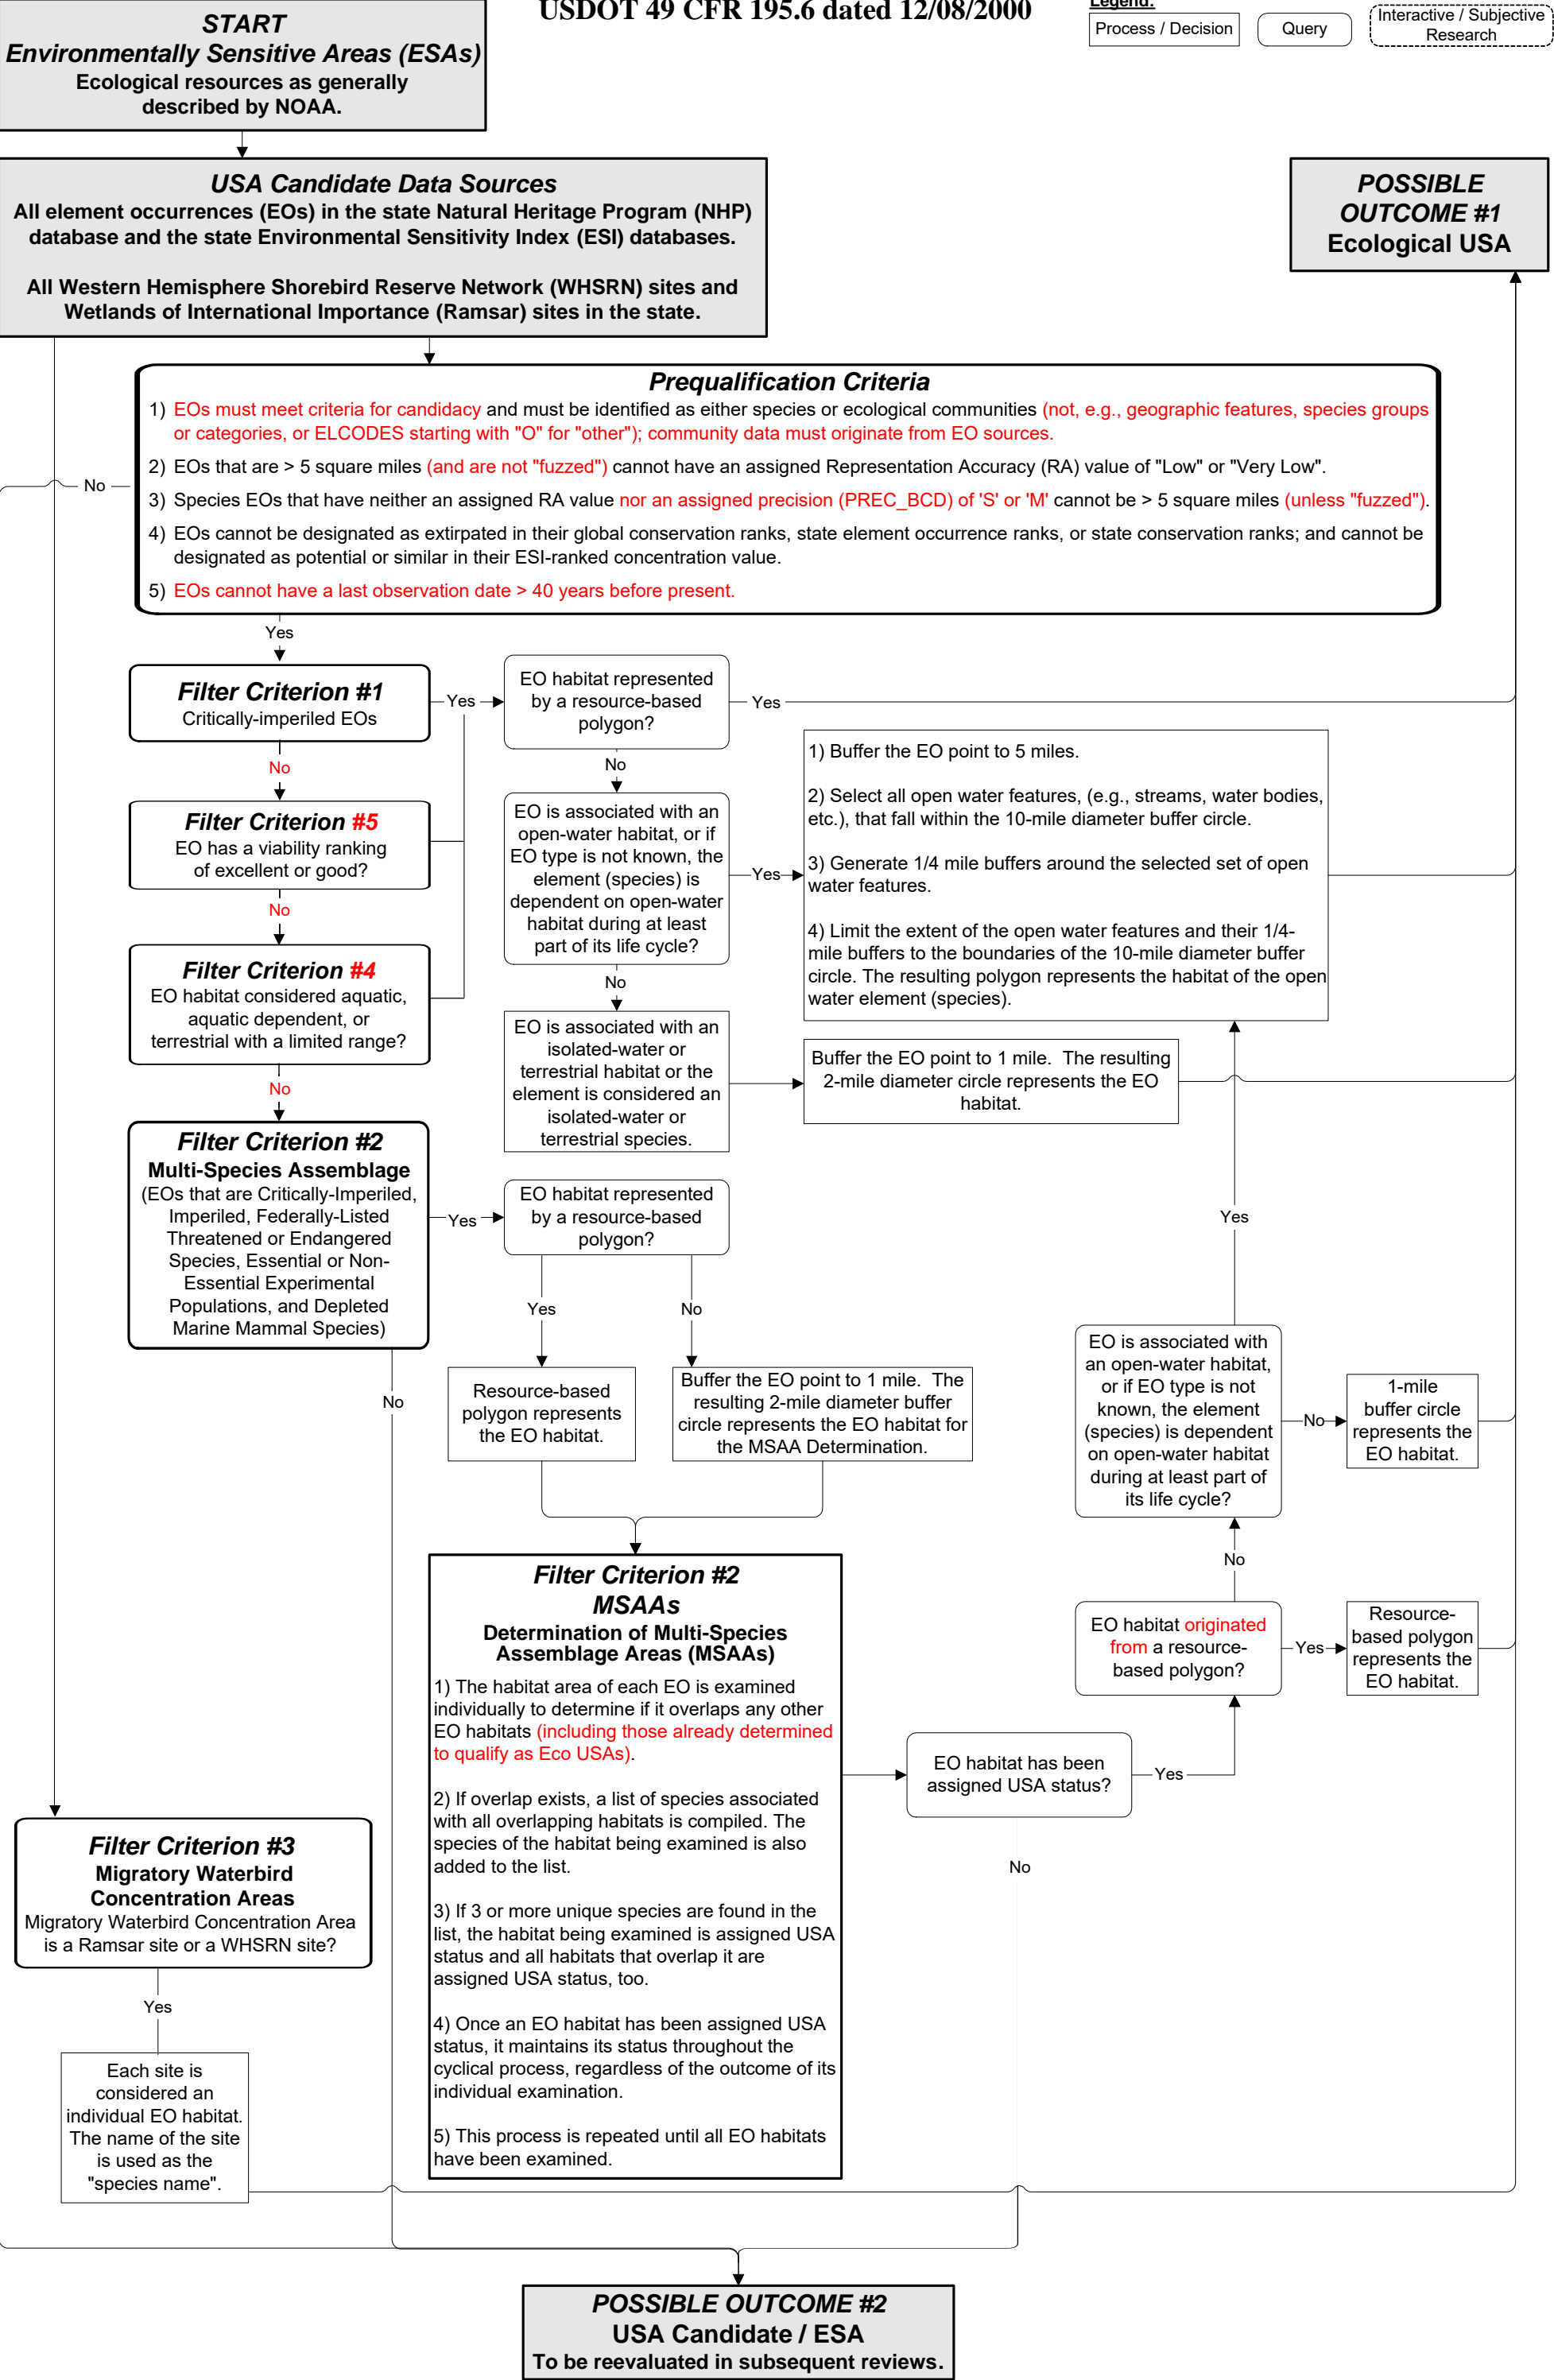 USDOT 49 CFR 195.6 dated 12/08/2000
Legend:
Process / Decision
Query
Interactive / Subjective
Research
START
Environmentally Sensitive Areas (ESAs)
Ecological resources as generally
described by NOAA.
USA Candidate Data Sources
All element occurrences (EOs) in the state Natural Heritage Program (NHP)
database and the state Environmental Sensitivity Index (ESI) databases.
All Western Hemisphere Shorebird Reserve Network (WHSRN) sites and
Wetlands of International Importance (Ramsar) sites in the state.
POSSIBLE
OUTCOME #1
Ecological USA
Prequalification Criteria
1) EOs must meet criteria for candidacy and must be identified as either species or ecological communities (not, e.g., geographic features, species groups
or categories, or ELCODES starting with "O" for "other"); community data must originate from EO sources.
2) EOs that are > 5 square miles (and are not "fuzzed") cannot have an assigned Representation Accuracy (RA) value of "Low" or "Very Low".
3) Species EOs that have neither an assigned RA value nor an assigned precision (PREC_BCD) of 'S' or 'M' cannot be > 5 square miles (unless "fuzzed").
4) EOs cannot be designated as extirpated in their global conservation ranks, state element occurrence ranks, or state conservation ranks; and cannot be
designated as potential or similar in their ESI-ranked concentration value.
5) EOs cannot have a last observation date > 40 years before present.
No
Yes
Filter Criterion #1
Critically-imperiled EOs
Yes
EO habitat represented
by a resource-based
polygon?
Yes
No
No
Filter Criterion #5
EO has a viability ranking
of excellent or good?
No
EO is associated with an
open-water habitat, or if
EO type is not known, the
element (species) is
dependent on open-water
habitat during at least
part of its life cycle?
Yes
1) Buffer the EO point to 5 miles.
2) Select all open water features, (e.g., streams, water bodies,
etc.), that fall within the 10-mile diameter buffer circle.
3) Generate 1/4 mile buffers around the selected set of open
water features.
4) Limit the extent of the open water features and their 1/4-
mile buffers to the boundaries of the 10-mile diameter buffer
circle. The resulting polygon represents the habitat of the open
water element (species).
Filter Criterion #4
EO habitat considered aquatic,
aquatic dependent, or
terrestrial with a limited range?
No
No
EO is associated with an
isolated-water or
terrestrial habitat or the
element is considered an
isolated-water or
terrestrial species.
Buffer the EO point to 1 mile. The resulting
2-mile diameter circle represents the EO
habitat.
Filter Criterion #2
Multi-Species Assemblage
(EOs that are Critically-Imperiled,
Imperiled, Federally-Listed
Threatened or Endangered
Species, Essential or Non-
Essential Experimental
Populations, and Depleted
Marine Mammal Species)
Yes
EO habitat represented
by a resource-based
polygon?
Yes
No
Yes
No
Resource-based
polygon represents
the EO habitat.
Buffer the EO point to 1 mile. The
resulting 2-mile diameter buffer
circle represents the EO habitat for
the MSAA Determination.
EO is associated with
an open-water habitat,
or if EO type is not
known, the element
(species) is dependent
on open-water habitat
during at least part of
its life cycle?
No
1-mile
buffer circle
represents the
EO habitat.
No
Filter Criterion #2
MSAAs
Determination of Multi-Species
Assemblage Areas (MSAAs)
1) The habitat area of each EO is examined
individually to determine if it overlaps any other
EO habitats (including those already determined
to qualify as Eco USAs).
2) If overlap exists, a list of species associated
with all overlapping habitats is compiled. The
species of the habitat being examined is also
added to the list.
3) If 3 or more unique species are found in the
list, the habitat being examined is assigned USA
status and all habitats that overlap it are
assigned USA status, too.
4) Once an EO habitat has been assigned USA
status, it maintains its status throughout the
cyclical process, regardless of the outcome of its
individual examination.
5) This process is repeated until all EO habitats
have been examined.
EO habitat originated
from a resource-
based polygon?
Yes
Resource-
based polygon
represents the
EO habitat.
EO habitat has been
assigned USA status?
Yes
No
Filter Criterion #3
Migratory Waterbird
Concentration Areas
Migratory Waterbird Concentration Area
is a Ramsar site or a WHSRN site?
Yes
Each site is
considered an
individual EO habitat.
The name of the site
is used as the
"species name".
POSSIBLE OUTCOME #2
USA Candidate / ESA
To be reevaluated in subsequent reviews.